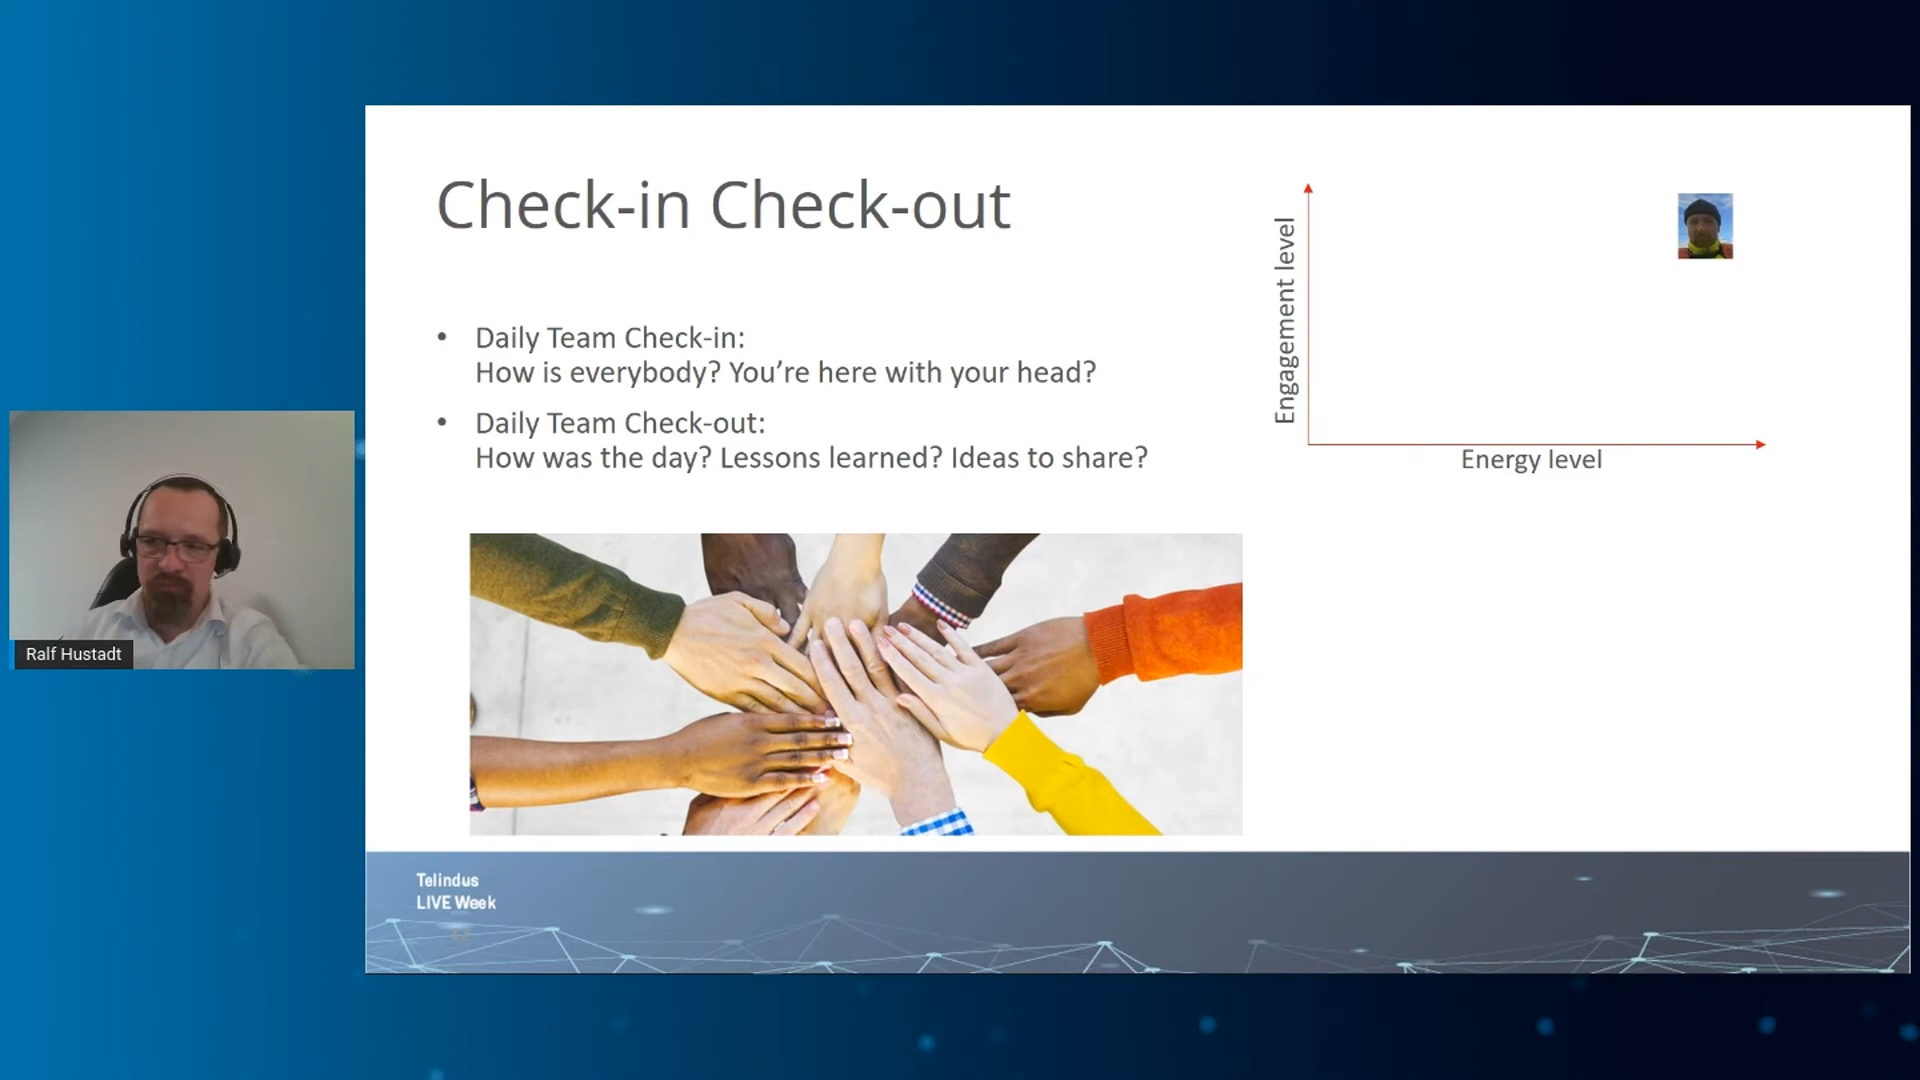 Check-in Check-out
• Daily Team Check-in:
How is everybody? You’re here with your head?
• Daily Team Check-out:
How was the day? Lessons learned? Ideas to share?
Engagement level
Energy level
Ralf Hustadt
Telindus
LIVE Week